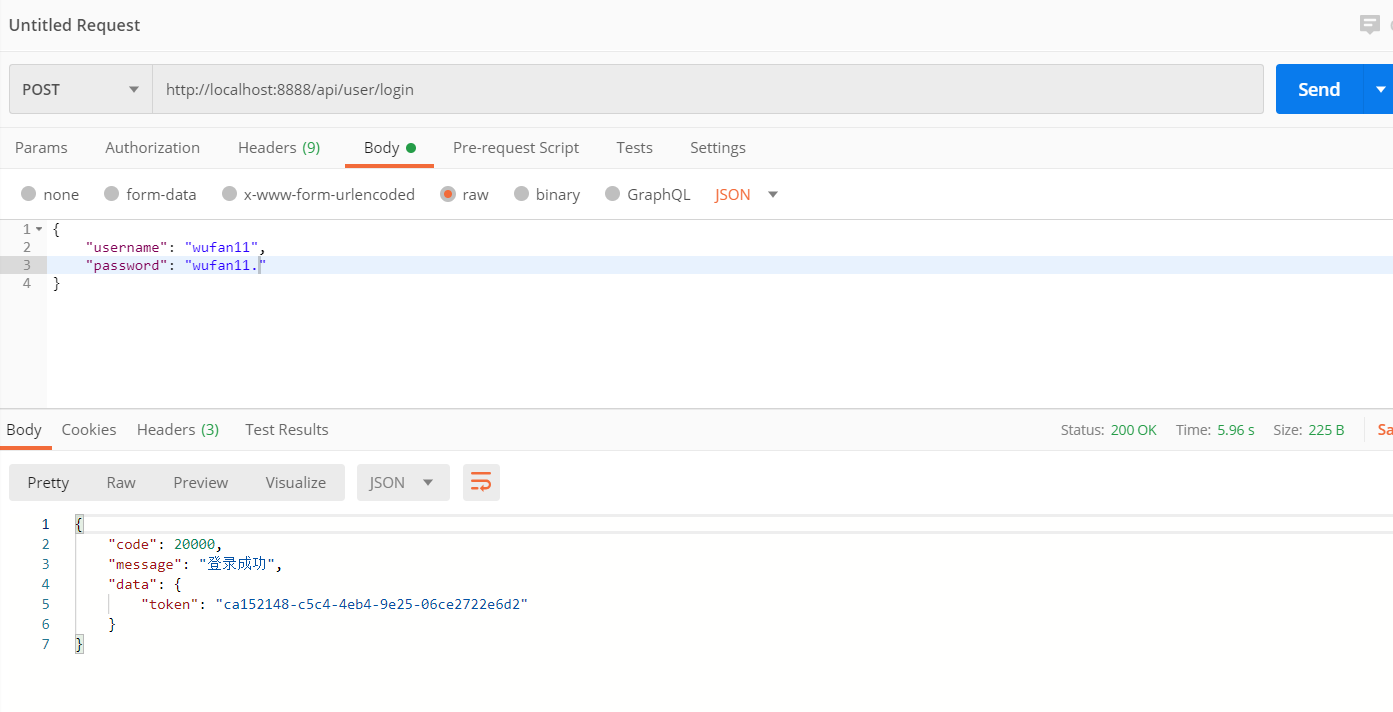 Untitled Request
POST http://localhost:8888/api/user/login Send
Params Authorization Headers (9) Body Pre-request Script Tests Settings
none form-data x-www-form-urlencoded raw binary GraphQL JSON
1 {
2 "username": "wufan11",
3 "password": "wufan11."
4 }
Body Cookies Headers (3) Test Results Status: 200 OK Time: 5.96 s Size: 225 B Sa
Pretty Raw Preview Visualize JSON
1 {
2 "code": 20000,
3 "message": "登录成功",
4 "data": {
5 "token": "ca152148-c5c4-4eb4-9e25-06ce2722e6d2"
6 }
7 }